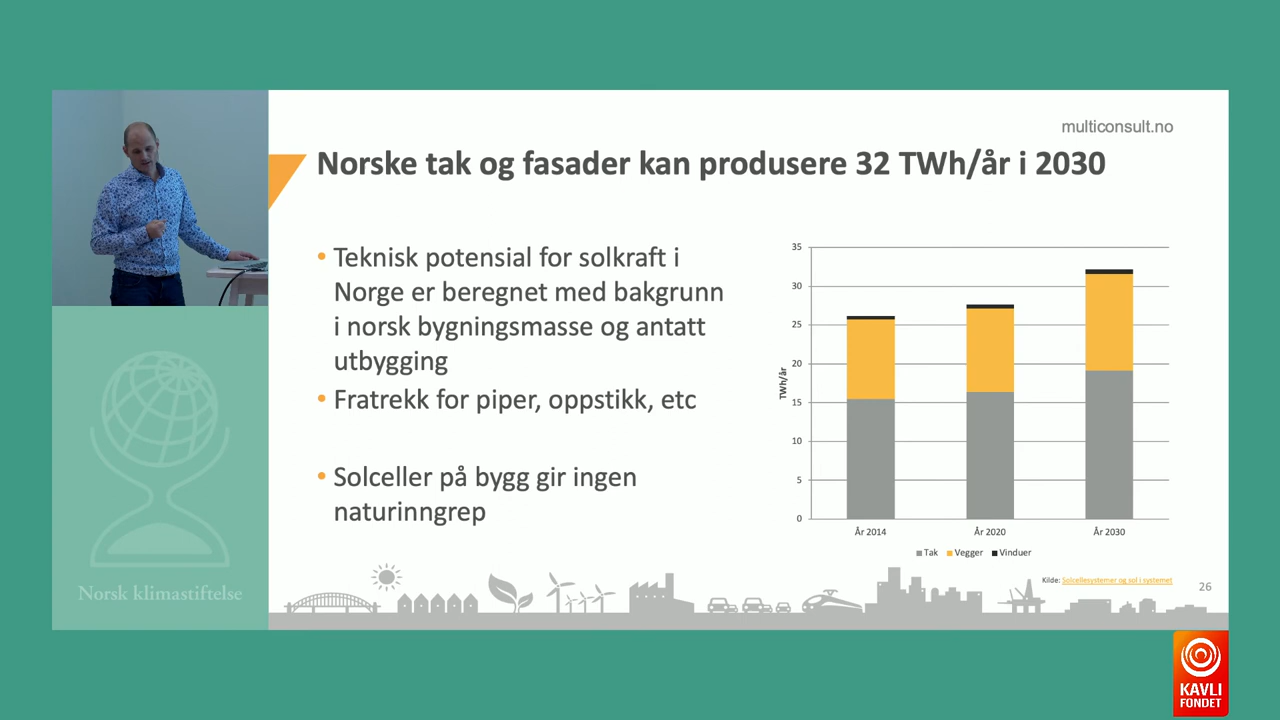 multiconsult.no
Norske tak og fasader kan produsere 32 TWh/år i 2030
• Teknisk potensial for solkraft i
Norge er beregnet med bakgrunn
i norsk bygningsmasse og antatt
utbygging
• Fratrekk for piper, oppstikk, etc
• Solceller på bygg gir ingen
naturinngrep
35
30
25
20
15
10
5
0
TWh/år
År 2014 År 2020 År 2030
Tak Vegger Vinduer
Kilde: Solcellesystemer og sol i systemet
26
Norsk klimastiftelse
KAVLI
FONDET